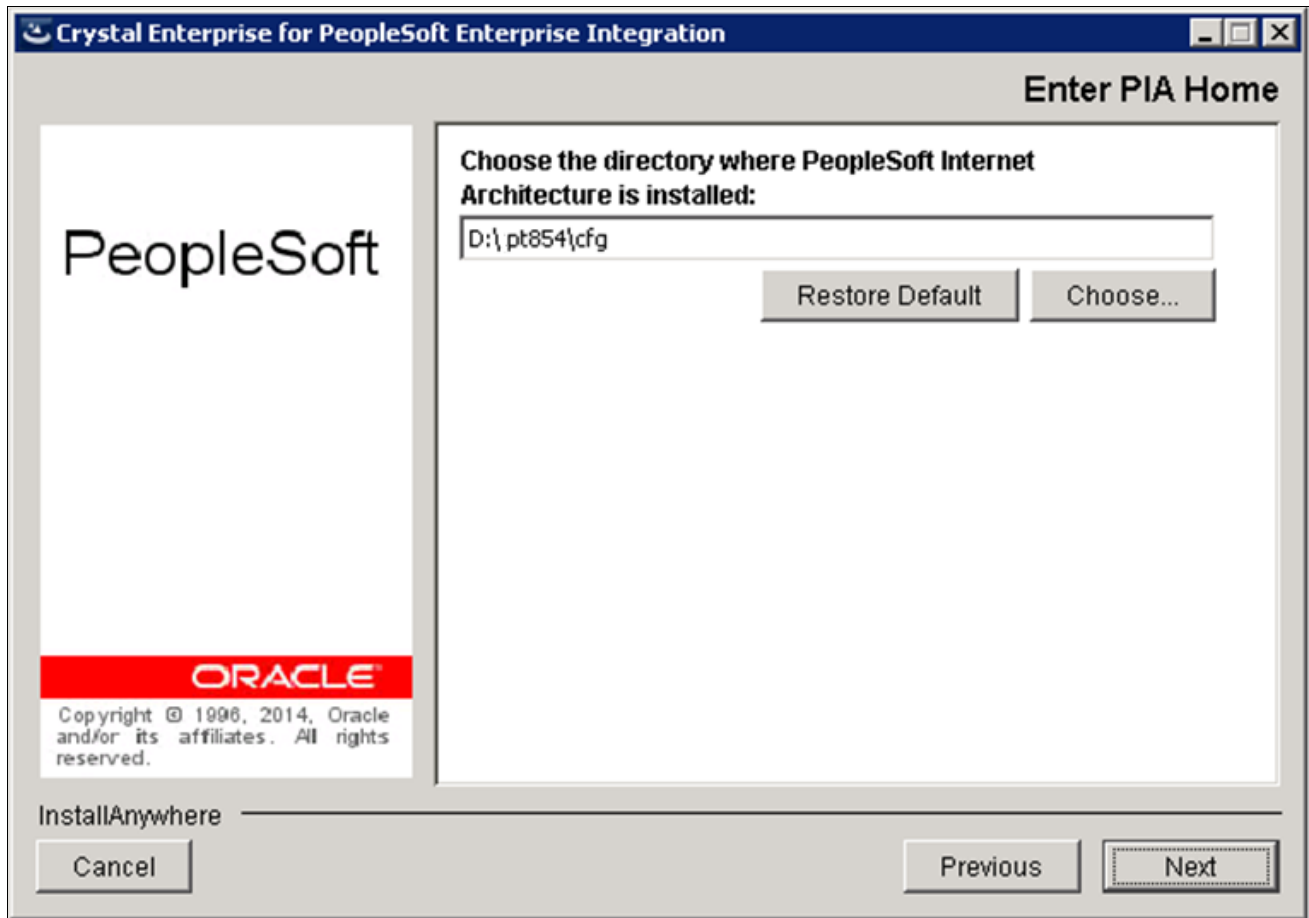 Crystal Enterprise for PeopleSoft Enterprise Integration
Enter PIA Home
PeopleSoft
ORACLE
Copyright © 1996, 2014, Oracle
and/or its affiliates. All rights
reserved.
Choose the directory where PeopleSoft Internet
Architecture is installed:
D:\ pt854\cfg
Restore Default
Choose...
InstallAnywhere
Cancel
Previous
Next